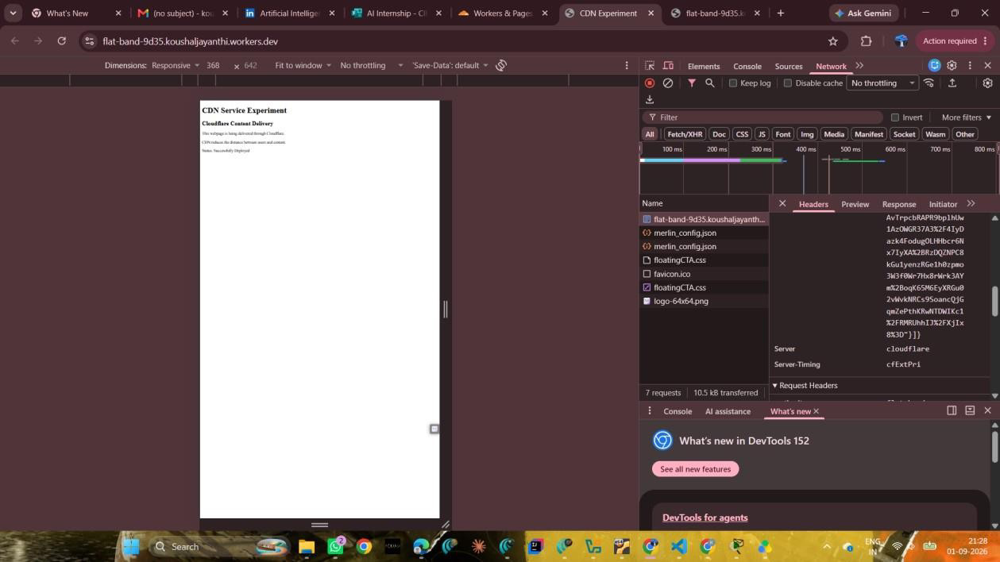 What's New
(no subject) - kou
Artificial Intelliger
AI Internship - CI
Workers & Pages
CDN Experiment
flat-band-9d35.ko
Ask Gemini
flat-band-9d35.koushaljayanthi.workers.dev
Action required
Dimensions: Responsive 368 × 642 Fit to window No throttling 'Save-Data': default
Elements Console Sources Network
Keep log Disable cache No throttling
Filter Invert More filters
All Fetch/XHR Doc CSS JS Font Img Media Manifest Socket Wasm Other
100 ms 200 ms 300 ms 400 ms 500 ms 600 ms 700 ms 800 ms
CDN Service Experiment
Cloudflare Content Delivery
This webpage is being delivered through Cloudflare.
CDN reduces the distance between users and content.
Status: Successfully Deployed
Name
flat-band-9d35.koushaljayanth...
merlin_config.json
merlin_config.json
floatingCTA.css
favicon.ico
floatingCTA.css
logo-64x64.png
7 requests 10.5 kB transferred
Headers Preview Response Initiator
AvTrpcbRAPR9bplhUw
1AzOWGR37A3%2F4IyD
azk4FodugOLHHbcr6N
x7IyXA%2BRzDQZNPC8
kGu1yenzRGe1h0zpmo
3W3f0Wr7Hx8rWrk3AY
m%2BoqK65M6EyXRGu0
2vWvkNRCs9SoancQjG
qmZePthKRwNTDWIKc1
%2FRMRUhhIJ%2FXjIx
8%3D"}]}
Server cloudflare
Server-Timing cfExtPri
Request Headers
Console AI assistance What's new
What's new in DevTools 152
See all new features
DevTools for agents
Search
2
ENG
IN
21:28
01-09-2026